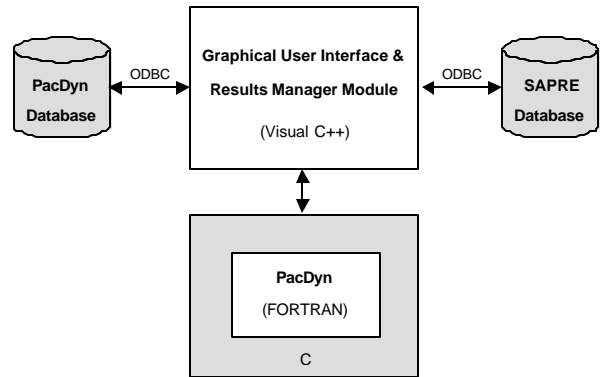 Graphical User Interface &
Results Manager Module
(Visual C++)
PacDyn
Database
ODBC
ODBC
SAPRE
Database
PacDyn
(FORTRAN)
C